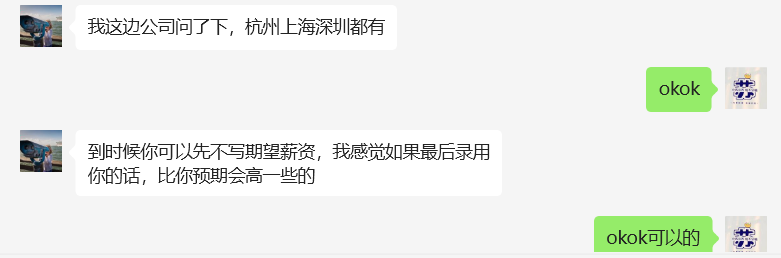 我这边公司问了下，杭州上海深圳都有
okok
到时候你可以先不写期望薪资，我感觉如果最后录用
你的话，比你预期会高一些的
okok可以的